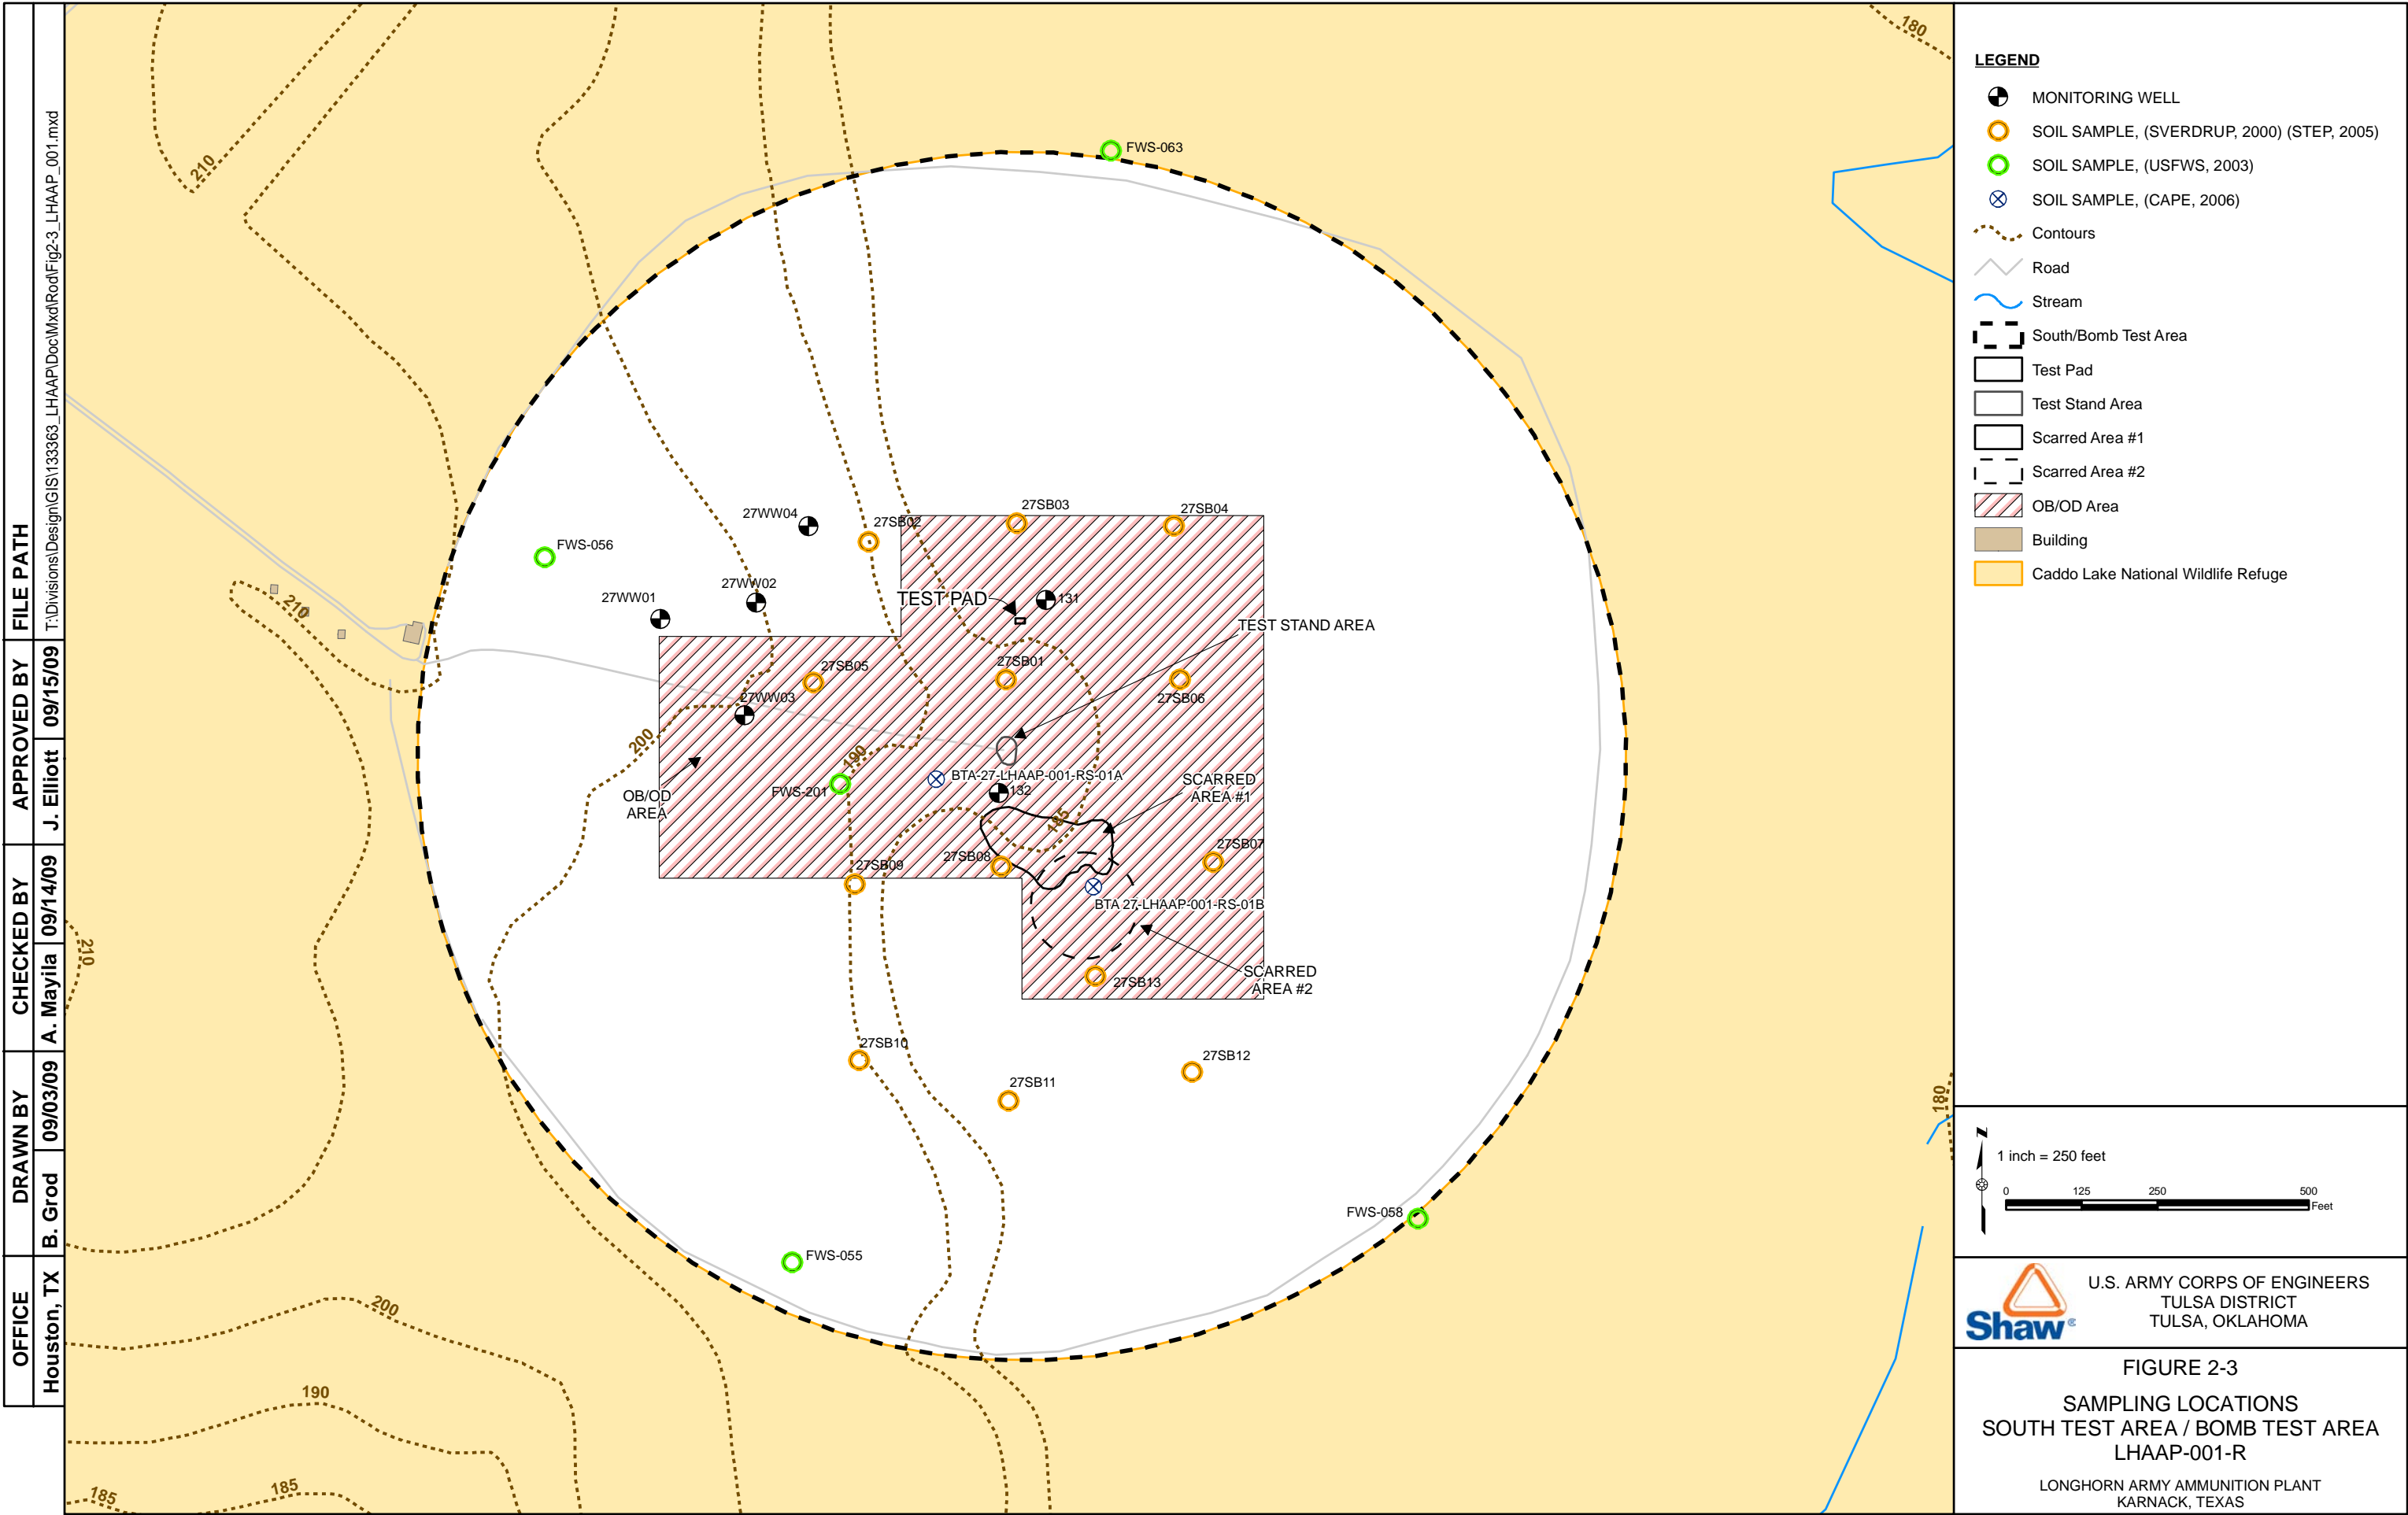 FILE PATH
T:\Divisions\Design\GIS\133363_LHAAP\Doc\Mxd\Rod\Fig2-3_LHAAP_001.mxd
APPROVED BY
J. Elliott
09/15/09
CHECKED BY
A. Mayila
09/14/09
DRAWN BY
B. Grod
09/03/09
OFFICE
Houston, TX
180
210
FWS-063
27SB03
27SB04
27WW04
27SB02
FWS-056
27WW02
27WW01
TEST PAD
131
210
TEST STAND AREA
27SB05
27SB01
27SB06
27WW03
200
190
BTA-27-LHAAP-001-RS-01A
FWS-201
132
SCARRED
AREA #1
OB/OD
AREA
185
27SB07
27SB08
27SB09
BTA 27-LHAAP-001-RS-01B
210
SCARRED
AREA #2
27SB13
27SB10
27SB12
27SB11
180
FWS-058
FWS-055
200
190
185
185
LEGEND
MONITORING WELL
SOIL SAMPLE, (SVERDRUP, 2000) (STEP, 2005)
SOIL SAMPLE, (USFWS, 2003)
SOIL SAMPLE, (CAPE, 2006)
Contours
Road
Stream
South/Bomb Test Area
Test Pad
Test Stand Area
Scarred Area #1
Scarred Area #2
OB/OD Area
Building
Caddo Lake National Wildlife Refuge
N
1 inch = 250 feet
0 125 250 500
Feet
Shaw®
U.S. ARMY CORPS OF ENGINEERS
TULSA DISTRICT
TULSA, OKLAHOMA
FIGURE 2-3
SAMPLING LOCATIONS
SOUTH TEST AREA / BOMB TEST AREA
LHAAP-001-R
LONGHORN ARMY AMMUNITION PLANT
KARNACK, TEXAS